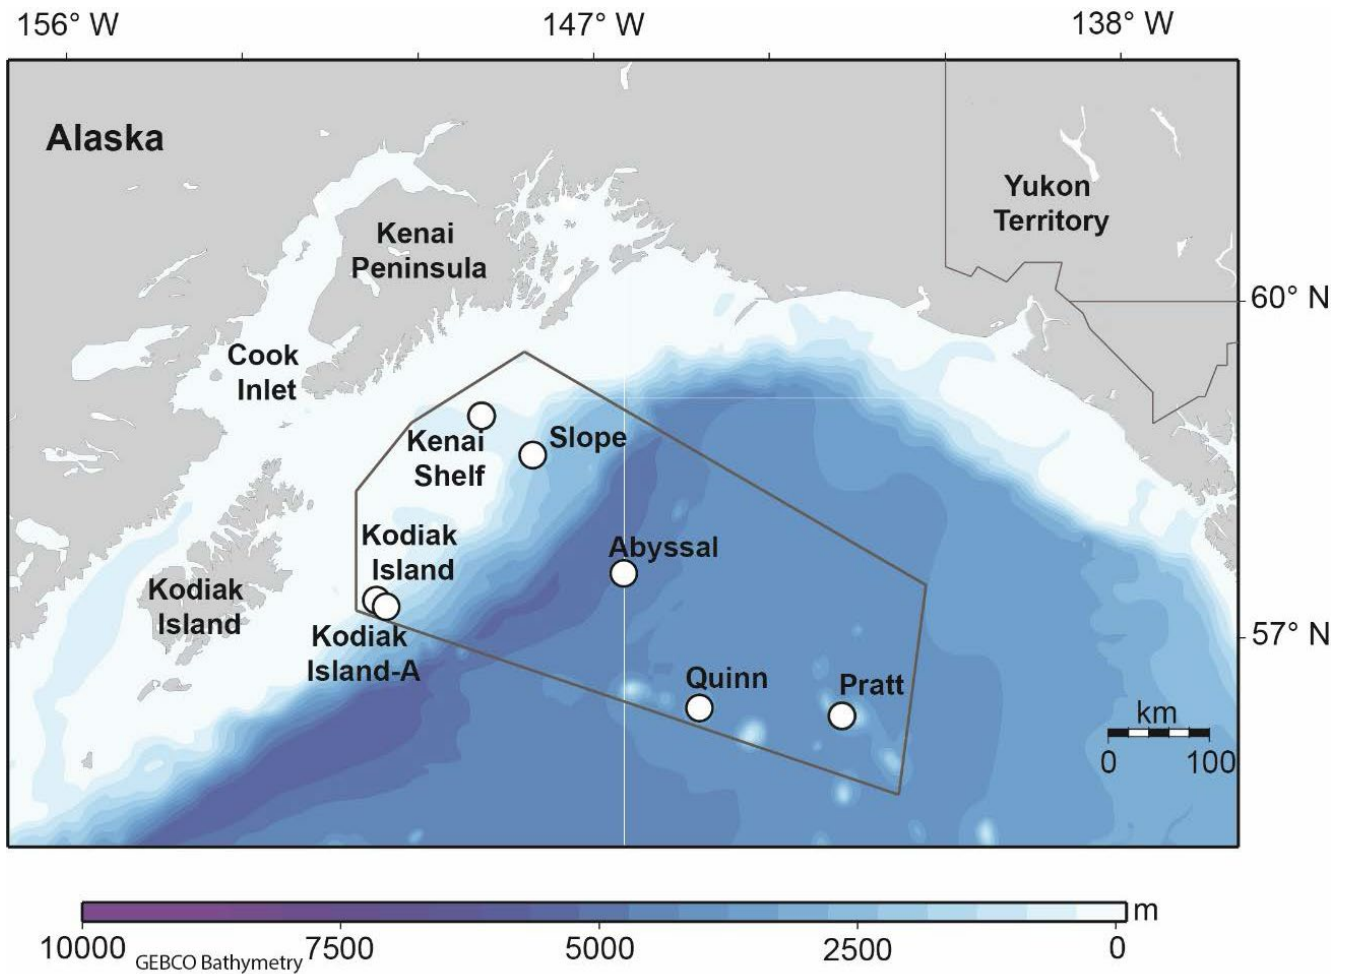 156° W 147° W 138° W
Alaska
Yukon
Territory
Kenai
Peninsula
60° N
Cook
Inlet
Kenai
Shelf
Slope
Kodiak
Island
Abyssal
Kodiak
Island
57° N
Kodiak
Island-A
Quinn
Pratt
km
0 100
m
10000 7500 5000 2500 0
GEBCO Bathymetry